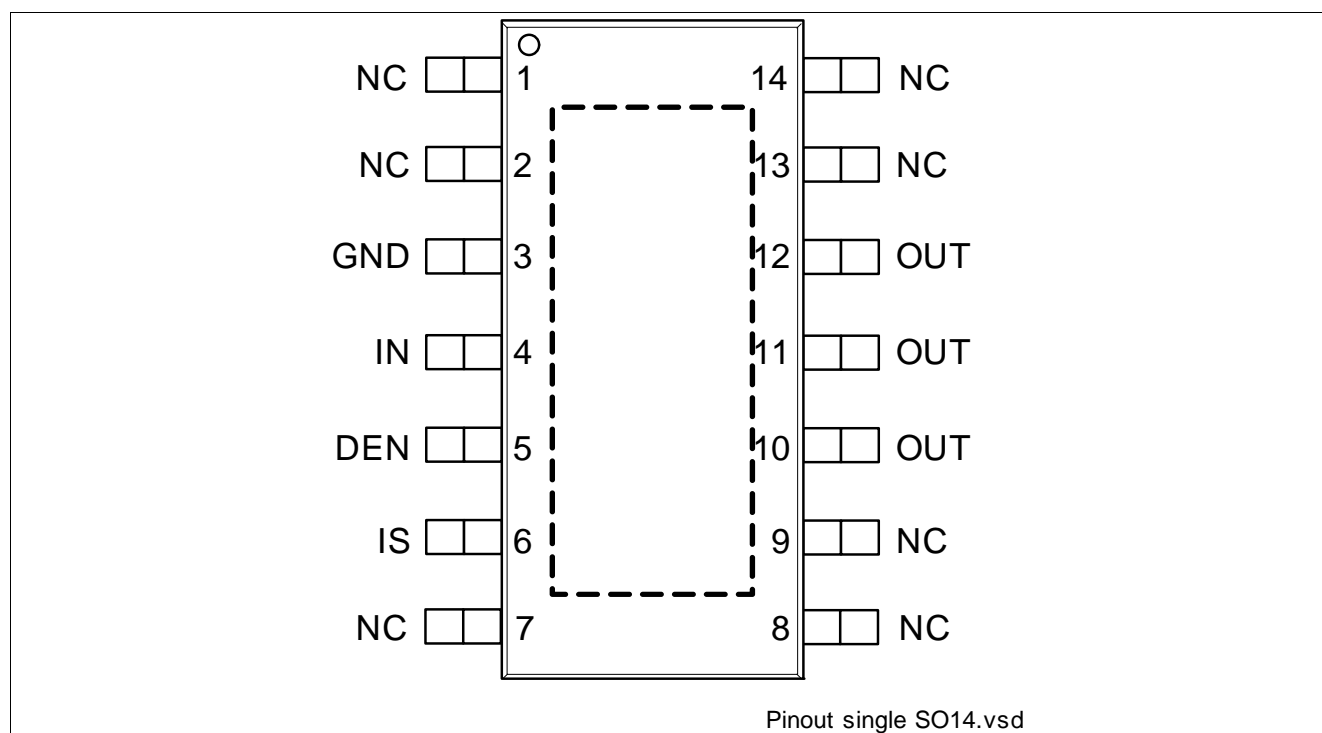 NC 1 14 NC
NC 2 13 NC
GND 3 12 OUT
IN 4 11 OUT
DEN 5 10 OUT
IS 6 9 NC
NC 7 8 NC
Pinout single SO14.vsd